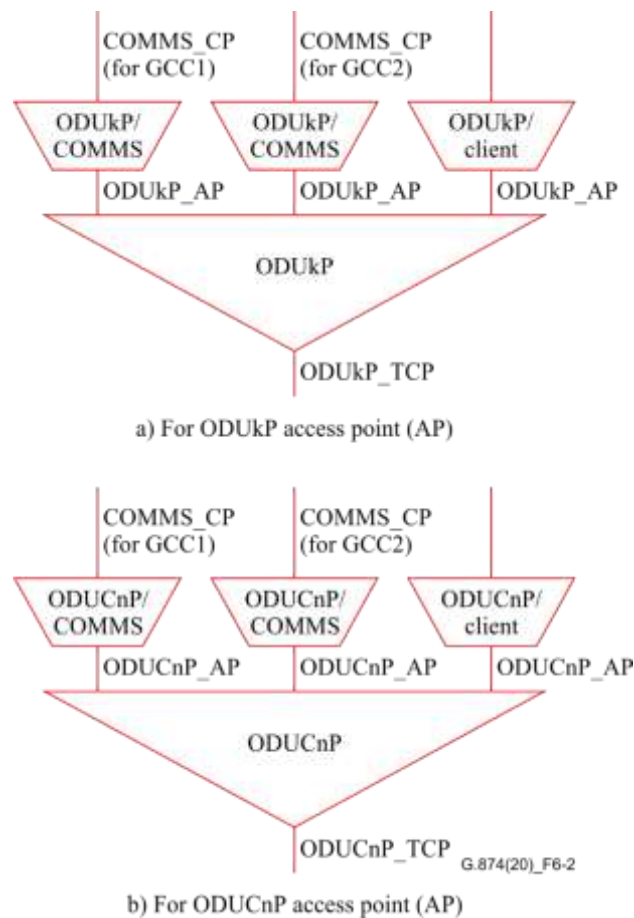 COMMS_CP
(for GCC1)
COMMS_CP
(for GCC2)
ODUkP/
COMMS
ODUkP/
COMMS
ODUkP/
client
ODUkP_AP
ODUkP_AP
ODUkP_AP
ODUkP
ODUkP_TCP
a) For ODUkP access point (AP)
COMMS_CP
(for GCC1)
COMMS_CP
(for GCC2)
ODUCnP/
COMMS
ODUCnP/
COMMS
ODUCnP/
client
ODUCnP_AP
ODUCnP_AP
ODUCnP_AP
ODUCnP
ODUCnP_TCP
G.874(20)_F6-2
b) For ODUCnP access point (AP)